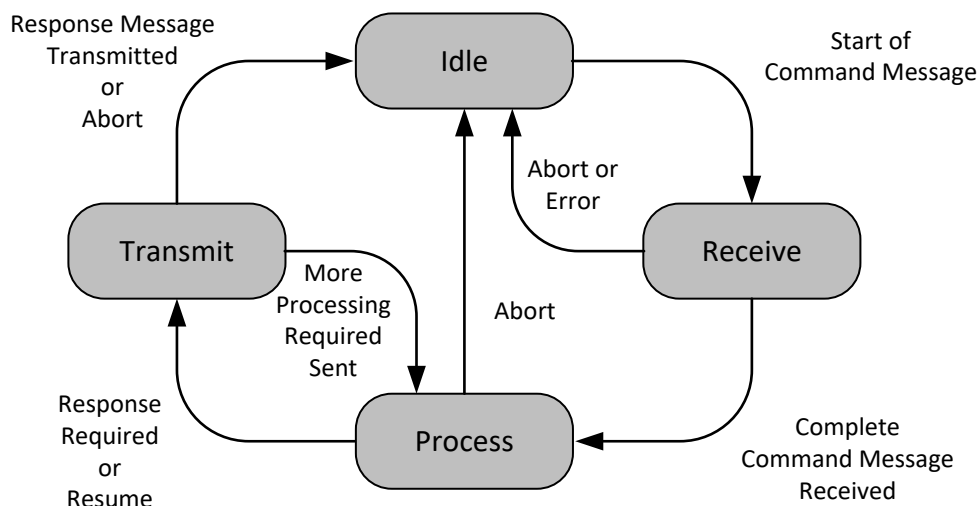 Response Message
Transmitted
or
Abort
Idle
Start of
Command Message
Abort or
Error
Transmit
Receive
More
Processing
Required
Sent
Abort
Response
Required
or
Resume
Process
Complete
Command Message
Received